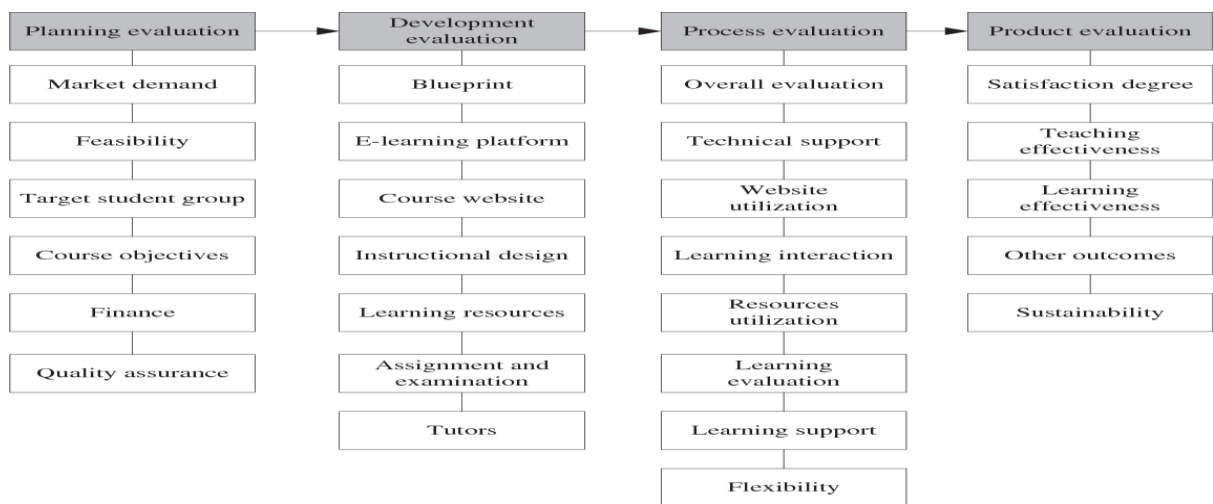 Planning evaluation
Market demand
Feasibility
Target student group
Course objectives
Finance
Quality assurance
Development
evaluation
Blueprint
E-learning platform
Course website
Instructional design
Learning resources
Assignment and
examination
Tutors
Process evaluation
Overall evaluation
Technical support
Website
utilization
Learning interaction
Resources
utilization
Learning
evaluation
Learning support
Flexibility
Product evaluation
Satisfaction degree
Teaching
effectiveness
Learning
effectiveness
Other outcomes
Sustainability